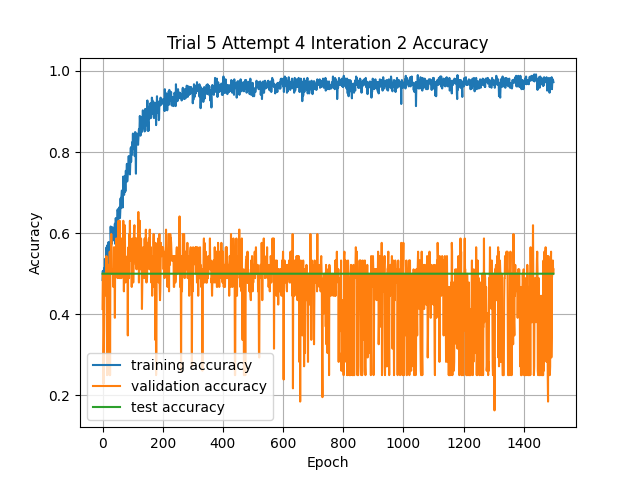 Trial 5 Attempt 4 Interation 2 Accuracy
1.0
0.8
0.6
0.4
0.2
Accuracy
training accuracy
validation accuracy
test accuracy
0 200 400 600 800 1000 1200 1400
Epoch